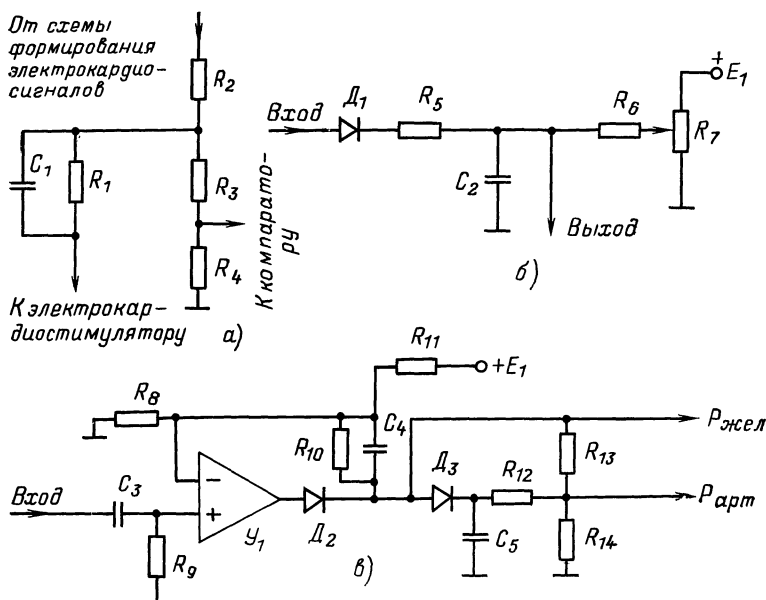 От схемы
формирования
электрокардио-
сигналов
R₂
C₁
R₁
R₃
R₄
К компарато-
ру
К электрокар-
диостимулятору
а)
Вход
Д₁
R₅
R₆
+
E₁
R₇
C₂
Выход
б)
R₁₁
+E₁
R₈
R₁₀
C₄
Pжел
Д₃
R₁₂
R₁₃
Вход
C₃
−
+
У₁
Д₂
Pарт
R₉
C₅
R₁₄
в)